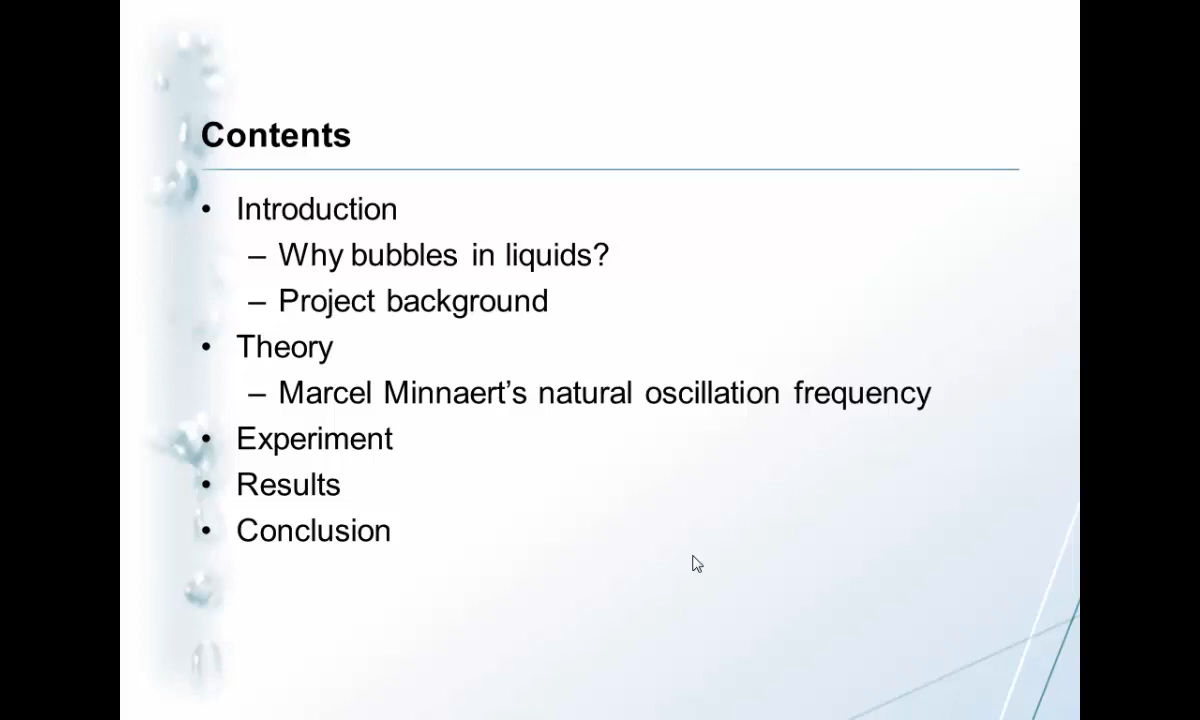 Contents
• Introduction
– Why bubbles in liquids?
– Project background
• Theory
– Marcel Minnaert’s natural oscillation frequency
• Experiment
• Results
• Conclusion